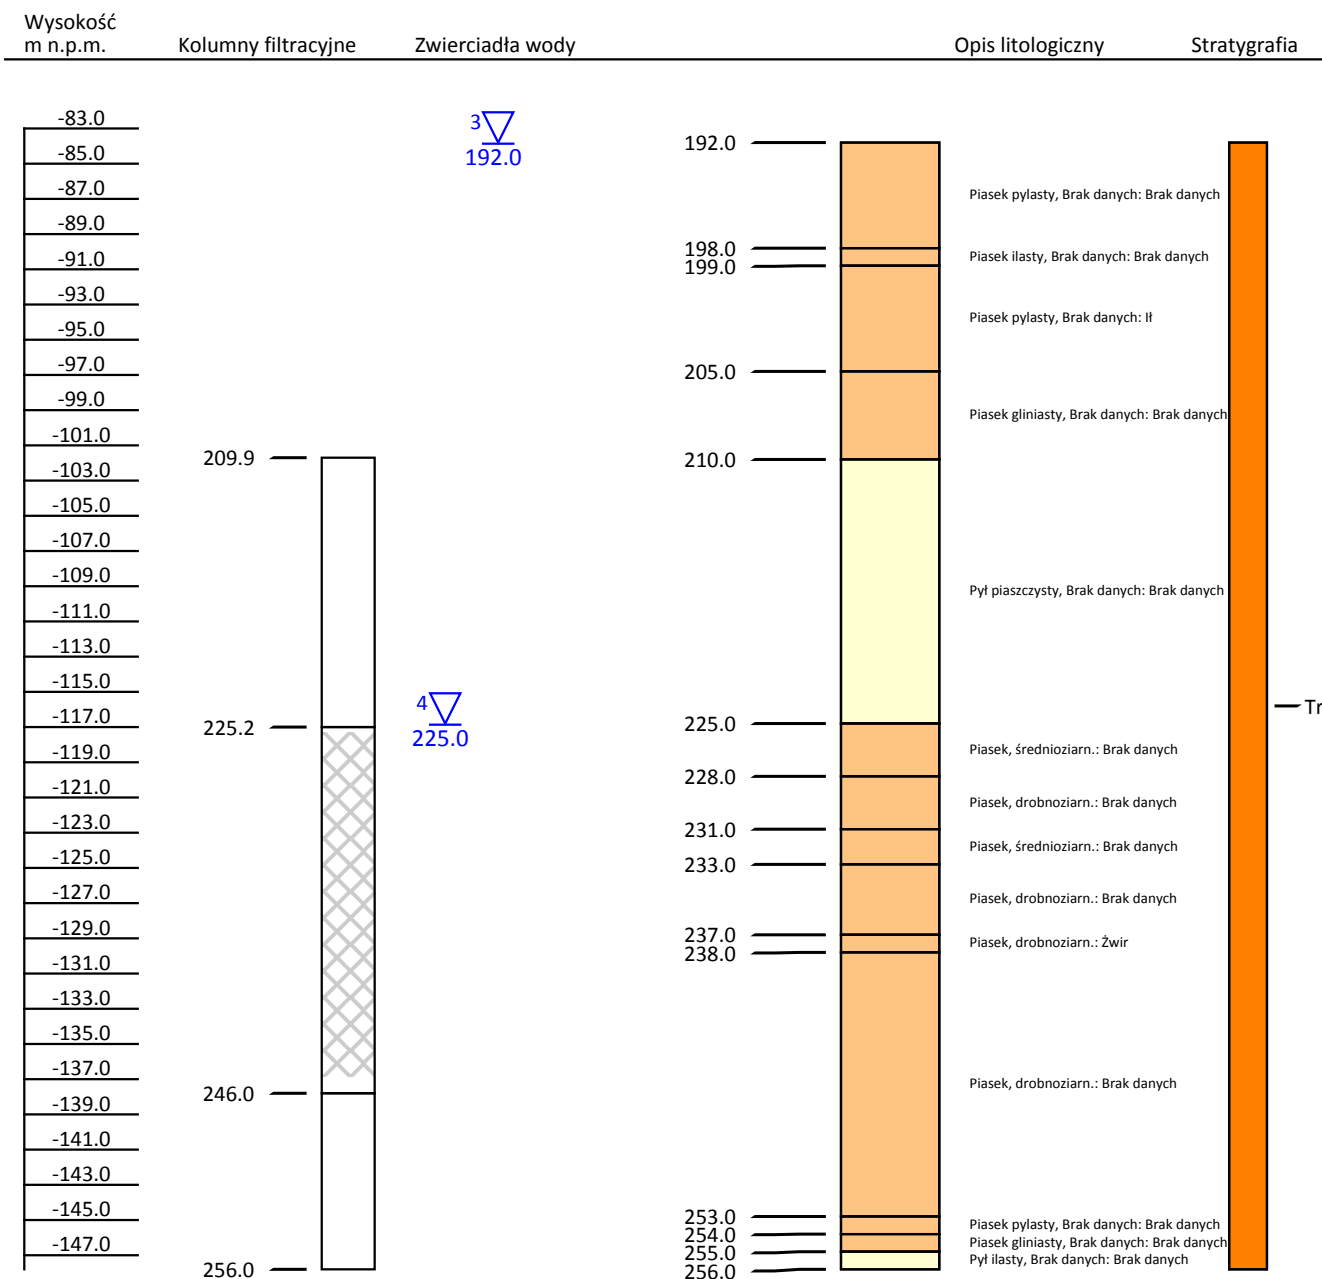 Wysokość
m n.p.m.
Kolumny filtracyjne
Zwierciadła wody
Opis litologiczny
Stratygrafia
-83.0
-85.0
-87.0
-89.0
-91.0
-93.0
-95.0
-97.0
-99.0
-101.0
-103.0
-105.0
-107.0
-109.0
-111.0
-113.0
-115.0
-117.0
-119.0
-121.0
-123.0
-125.0
-127.0
-129.0
-131.0
-133.0
-135.0
-137.0
-139.0
-141.0
-143.0
-145.0
-147.0
209.9
225.2
246.0
256.0
3
192.0
4
225.0
192.0
198.0
199.0
205.0
210.0
225.0
228.0
231.0
233.0
237.0
238.0
253.0
254.0
255.0
256.0
Piasek pylasty, Brak danych: Brak danych
Piasek ilasty, Brak danych: Brak danych
Piasek pylasty, Brak danych: Ił
Piasek gliniasty, Brak danych: Brak danych
Pył piaszczysty, Brak danych: Brak danych
Piasek, średnioziarn.: Brak danych
Piasek, drobnoziarn.: Brak danych
Piasek, średnioziarn.: Brak danych
Piasek, drobnoziarn.: Brak danych
Piasek, drobnoziarn.: Żwir
Piasek, drobnoziarn.: Brak danych
Piasek pylasty, Brak danych: Brak danych
Piasek gliniasty, Brak danych: Brak danych
Pył ilasty, Brak danych: Brak danych
Tr